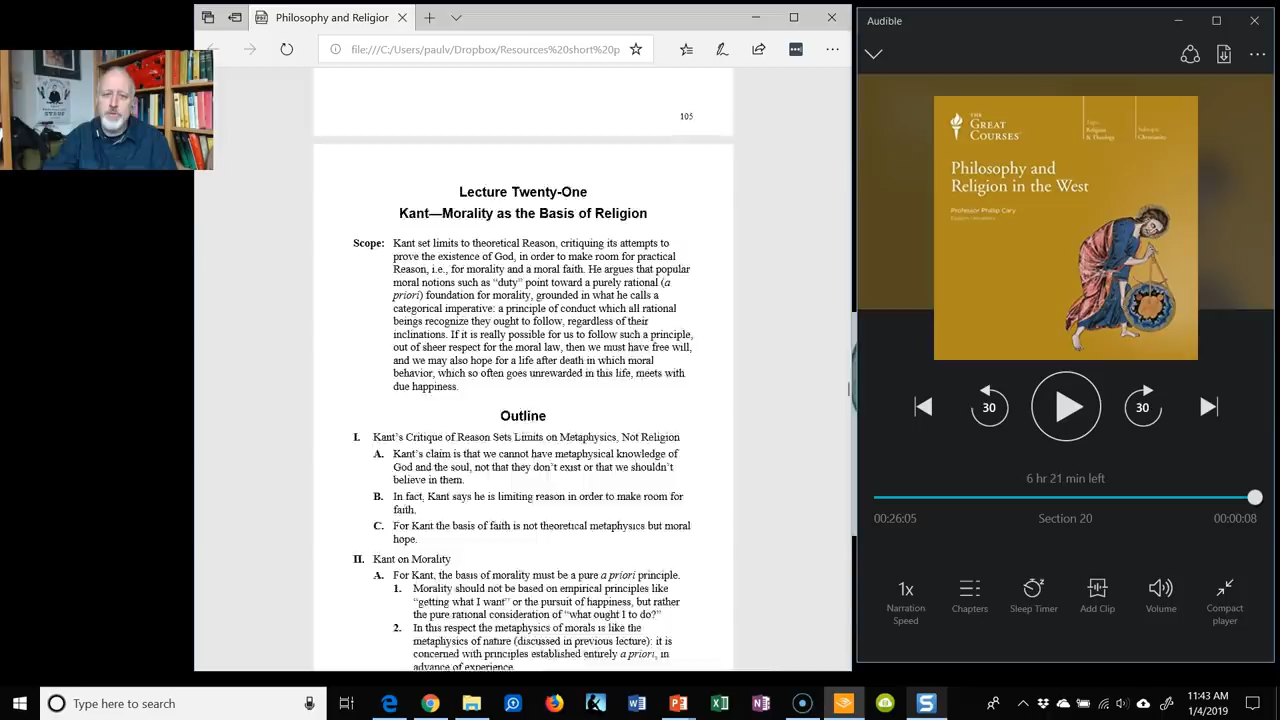 Philosophy and Religior
file:///C:/Users/paulv/Dropbox/Resources%20short%20p
105
Lecture Twenty-One
Kant—Morality as the Basis of Religion
Scope: Kant set limits to theoretical Reason, critiquing its attempts to
prove the existence of God, in order to make room for practical
Reason, i.e., for morality and a moral faith. He argues that popular
moral notions such as “duty” point toward a purely rational (a
priori) foundation for morality, grounded in what he calls a
categorical imperative: a principle of conduct which all rational
beings recognize they ought to follow, regardless of their
inclinations. If it is really possible for us to follow such a principle,
out of sheer respect for the moral law, then we must have free will,
and we may also hope for a life after death in which moral
behavior, which so often goes unrewarded in this life, meets with
due happiness.
Outline
I. Kant’s Critique of Reason Sets Limits on Metaphysics, Not Religion
A. Kant’s claim is that we cannot have metaphysical knowledge of
God and the soul, not that they don’t exist or that we shouldn’t
believe in them.
B. In fact, Kant says he is limiting reason in order to make room for
faith.
C. For Kant the basis of faith is not theoretical metaphysics but moral
hope.
II. Kant on Morality
A. For Kant, the basis of morality must be a pure a priori principle.
1. Morality should not be based on empirical principles like
“getting what I want” or the pursuit of happiness, but rather
the pure rational consideration of “what ought I to do?”
2. In this respect the metaphysics of morals is like the
metaphysics of nature (discussed in previous lecture): it is
concerned with principles established entirely a priori, in
advance of experience.
Audible
THE
GREAT
COURSES
Topic
Religion
& Theology
Subtopic
Christianity
Philosophy and
Religion in the West
Professor Phillip Cary
30
30
6 hr 21 min left
00:26:05
Section 20
00:00:08
1x
Narration
Speed
Chapters
Sleep Timer
Add Clip
Volume
Compact
player
Type here to search
11:43 AM
1/4/2019